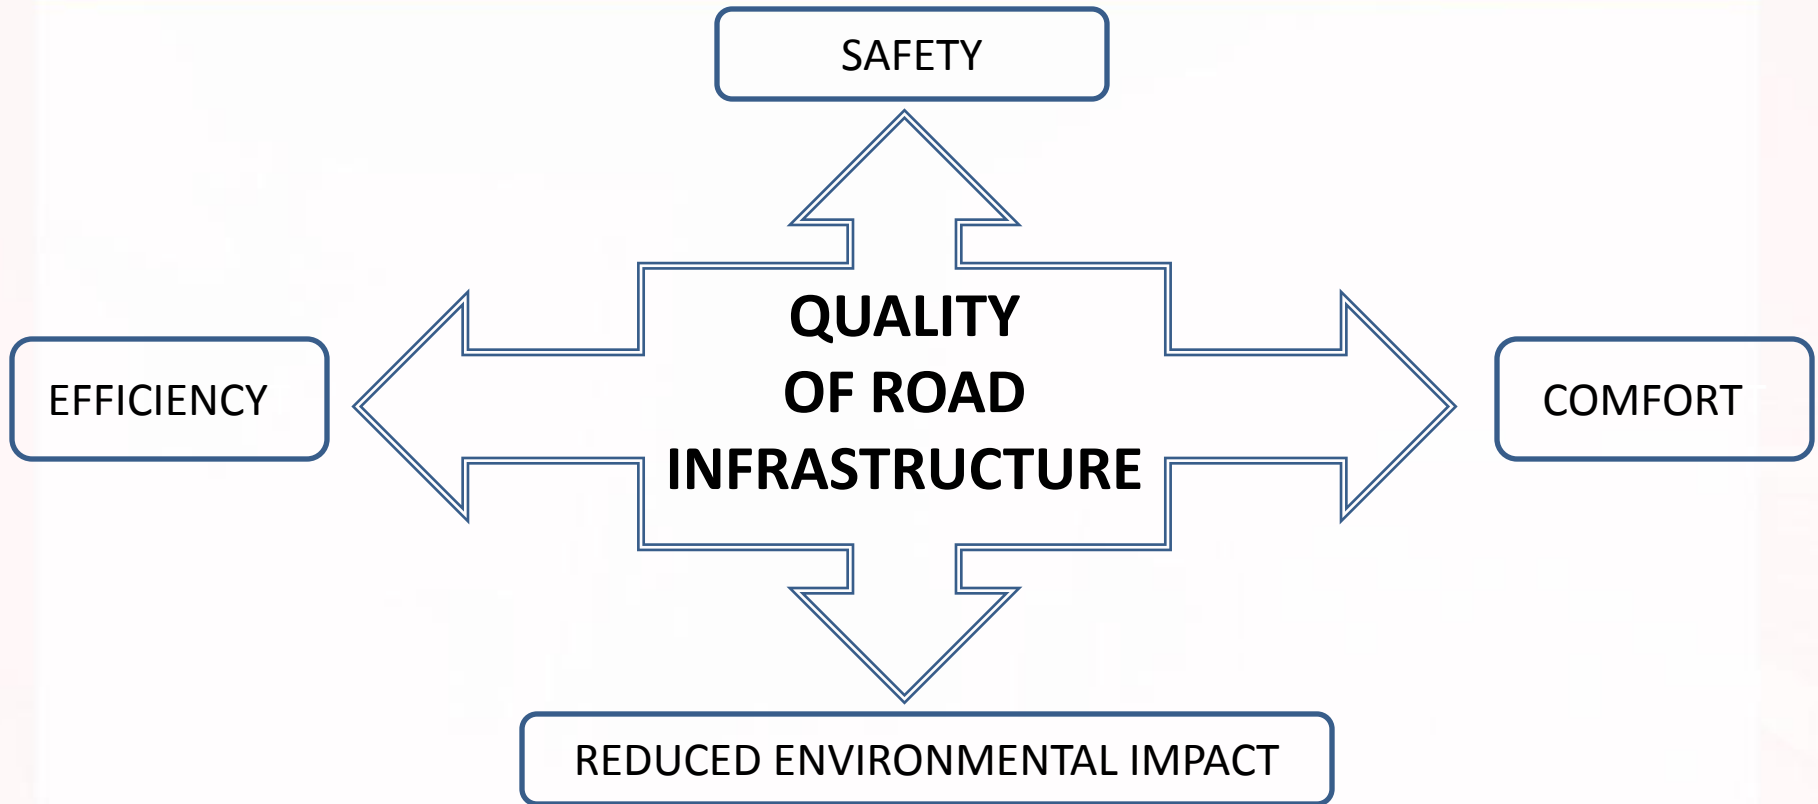 SAFETY
EFFICIENCY
QUALITY
OF ROAD
INFRASTRUCTURE
COMFORT
REDUCED ENVIRONMENTAL IMPACT